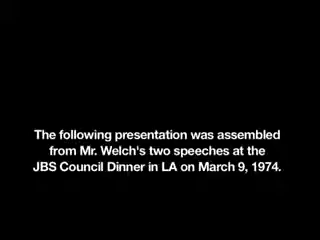 The following presentation was assembled
from Mr. Welch's two speeches at the
JBS Council Dinner in LA on March 9, 1974.